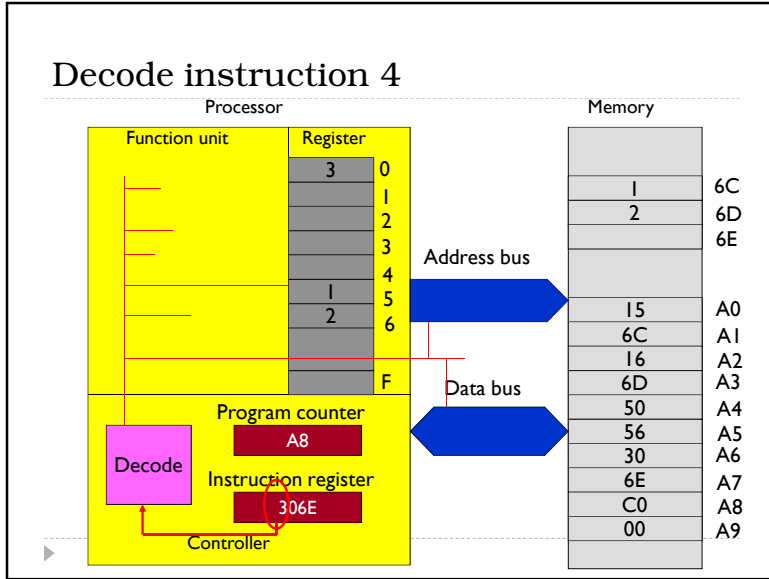 Decode instruction 4
Processor
Memory
Function unit
Register
3 0
1
2
3
4
1 5
2 6
F
Address bus
Data bus
1 6C
2 6D
6E
15 A0
6C A1
16 A2
6D A3
50 A4
56 A5
30 A6
6E A7
C0 A8
00 A9
Program counter
A8
Decode
Instruction register
306E
Controller